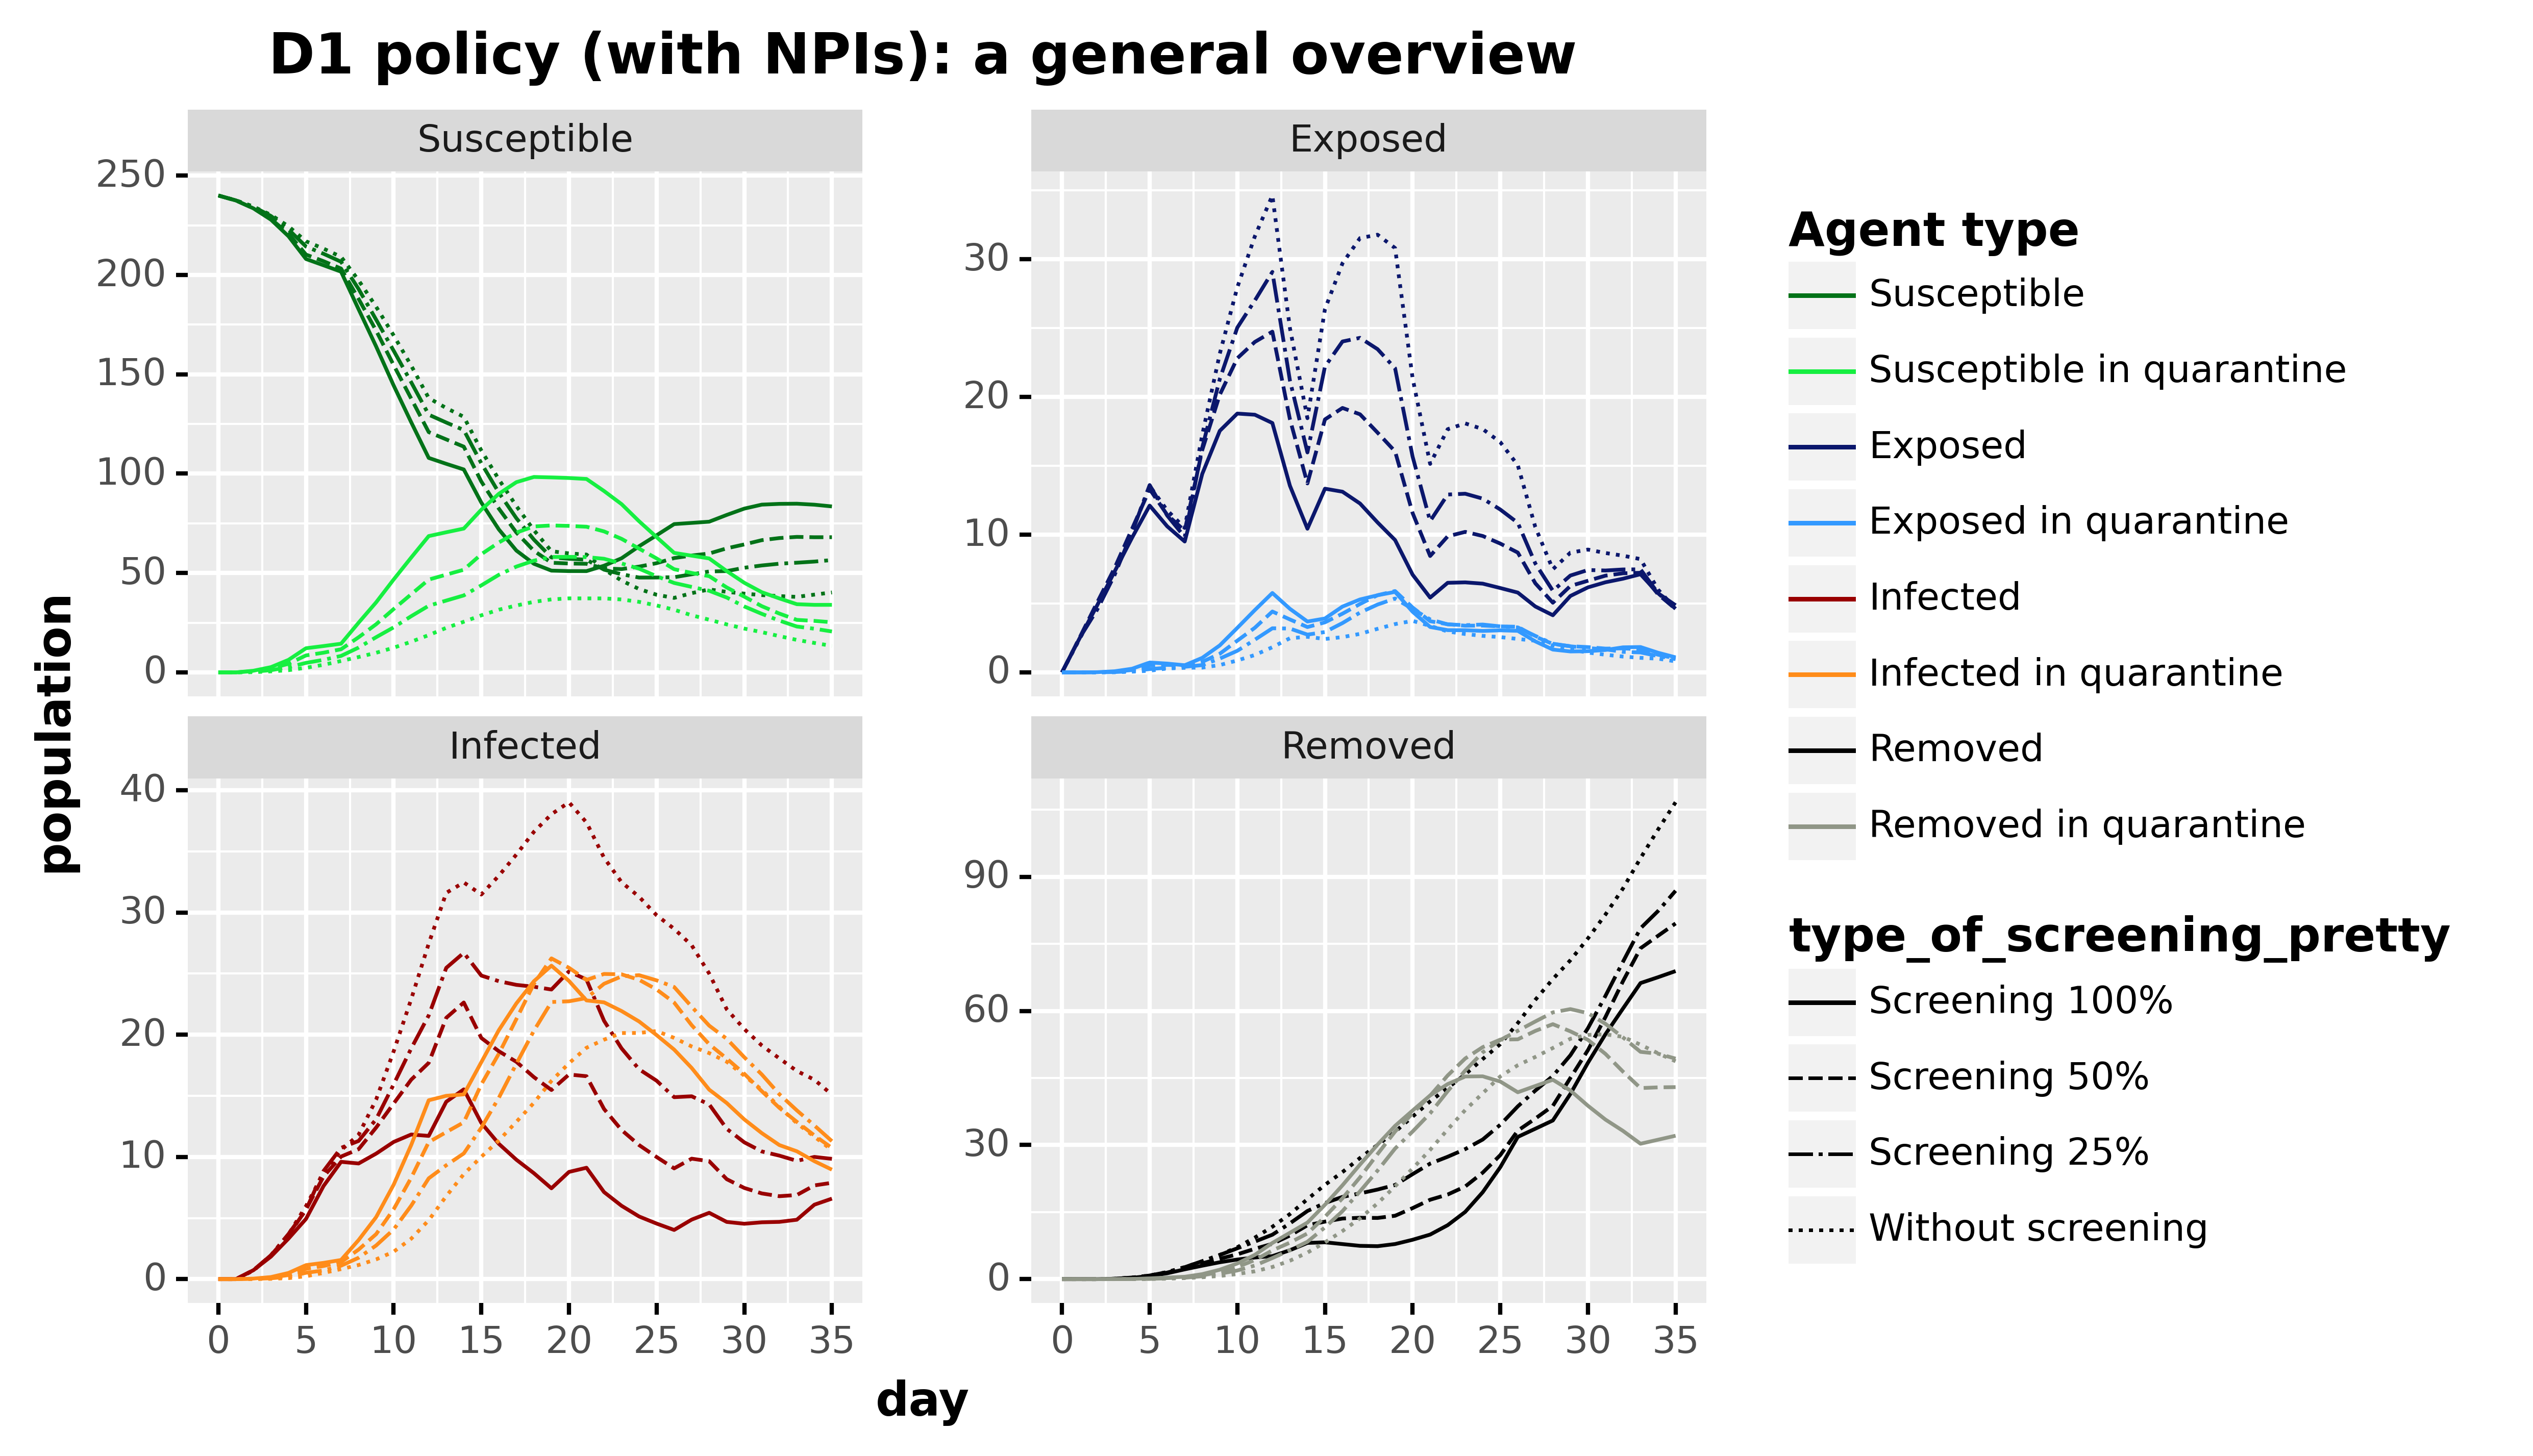 D1 policy (with NPIs): a general overview
Susceptible
250
200
150
100
50
0
Exposed
30
20
10
0
Infected
40
30
20
10
0
0 5 10 15 20 25 30 35
Removed
90
60
30
0
0 5 10 15 20 25 30 35
population
day
Agent type
Susceptible
Susceptible in quarantine
Exposed
Exposed in quarantine
Infected
Infected in quarantine
Removed
Removed in quarantine
type_of_screening_pretty
Screening 100%
Screening 50%
Screening 25%
Without screening